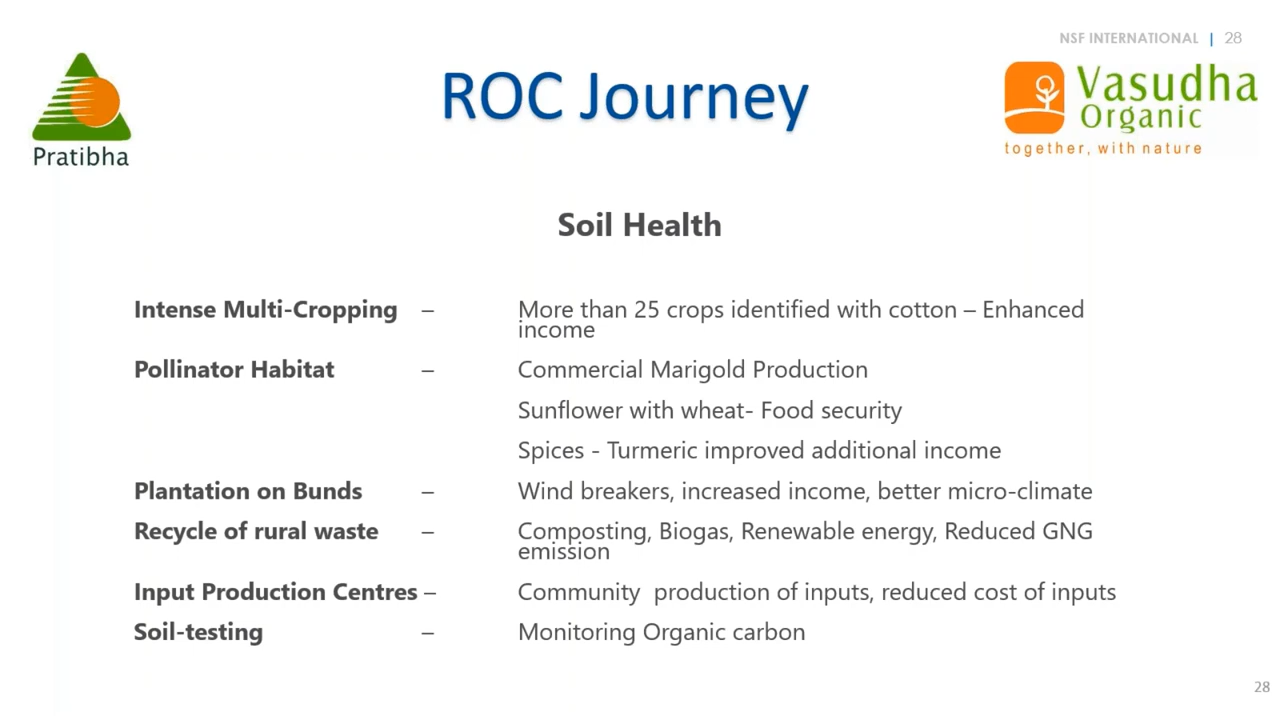 NSF INTERNATIONAL | 28
Pratibha
ROC Journey
Vasudha
Organic
together, with nature
Soil Health
Intense Multi-Cropping – More than 25 crops identified with cotton – Enhanced
income
Pollinator Habitat – Commercial Marigold Production
Sunflower with wheat- Food security
Spices - Turmeric improved additional income
Plantation on Bunds – Wind breakers, increased income, better micro-climate
Recycle of rural waste – Composting, Biogas, Renewable energy, Reduced GNG
emission
Input Production Centres – Community production of inputs, reduced cost of inputs
Soil-testing – Monitoring Organic carbon
28